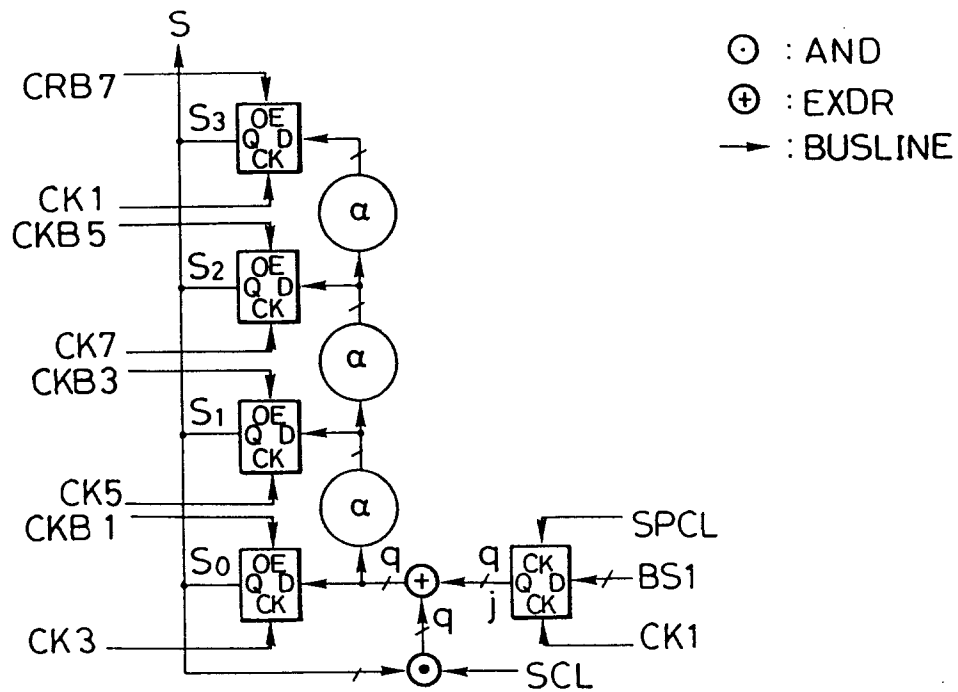 S
CRB7
S3
OE
Q D
CK
CK1
α
CKB5
S2
OE
Q D
CK
CK7
α
CKB3
S1
OE
Q D
CK
CK5
α
CKB1
S0
OE
Q D
CK
CK3
q
q
j
q
SPCL
CK
Q D
CK
BS1
CK1
SCL
: AND
: EXDR
: BUSLINE